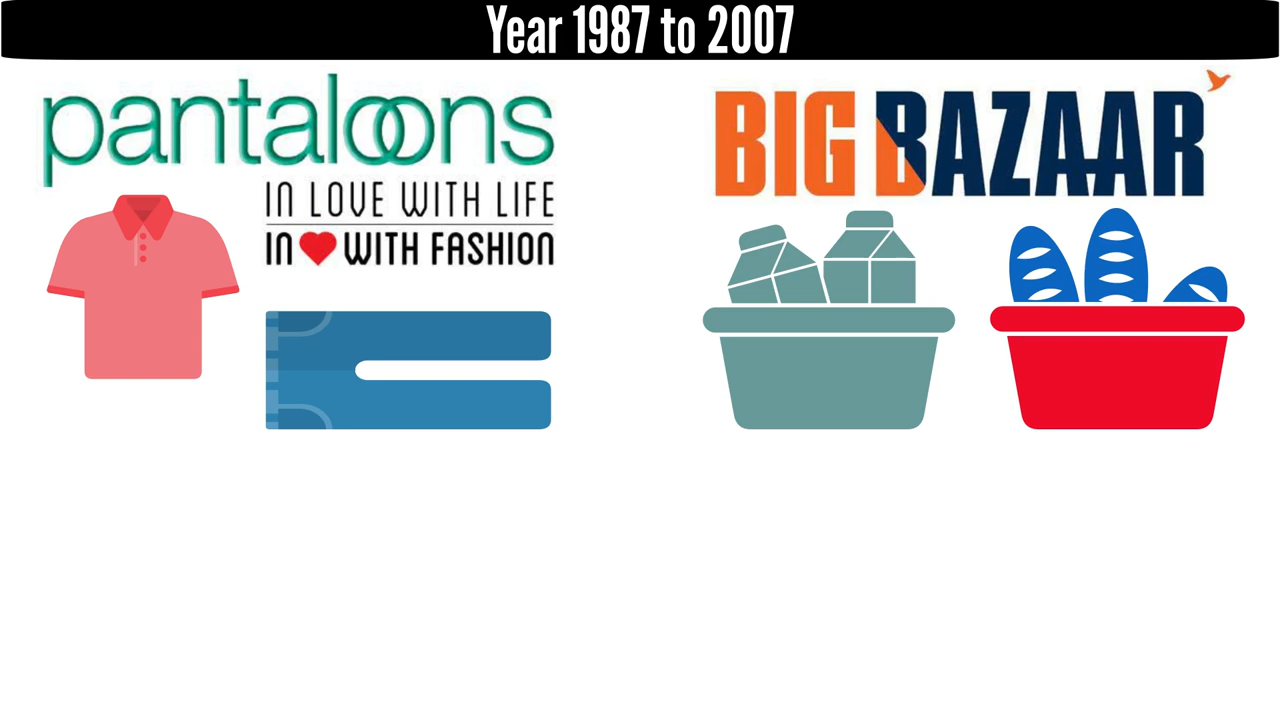 Year 1987 to 2007
pantaloons
IN LOVE WITH LIFE
IN WITH FASHION
BIG BAZAAR